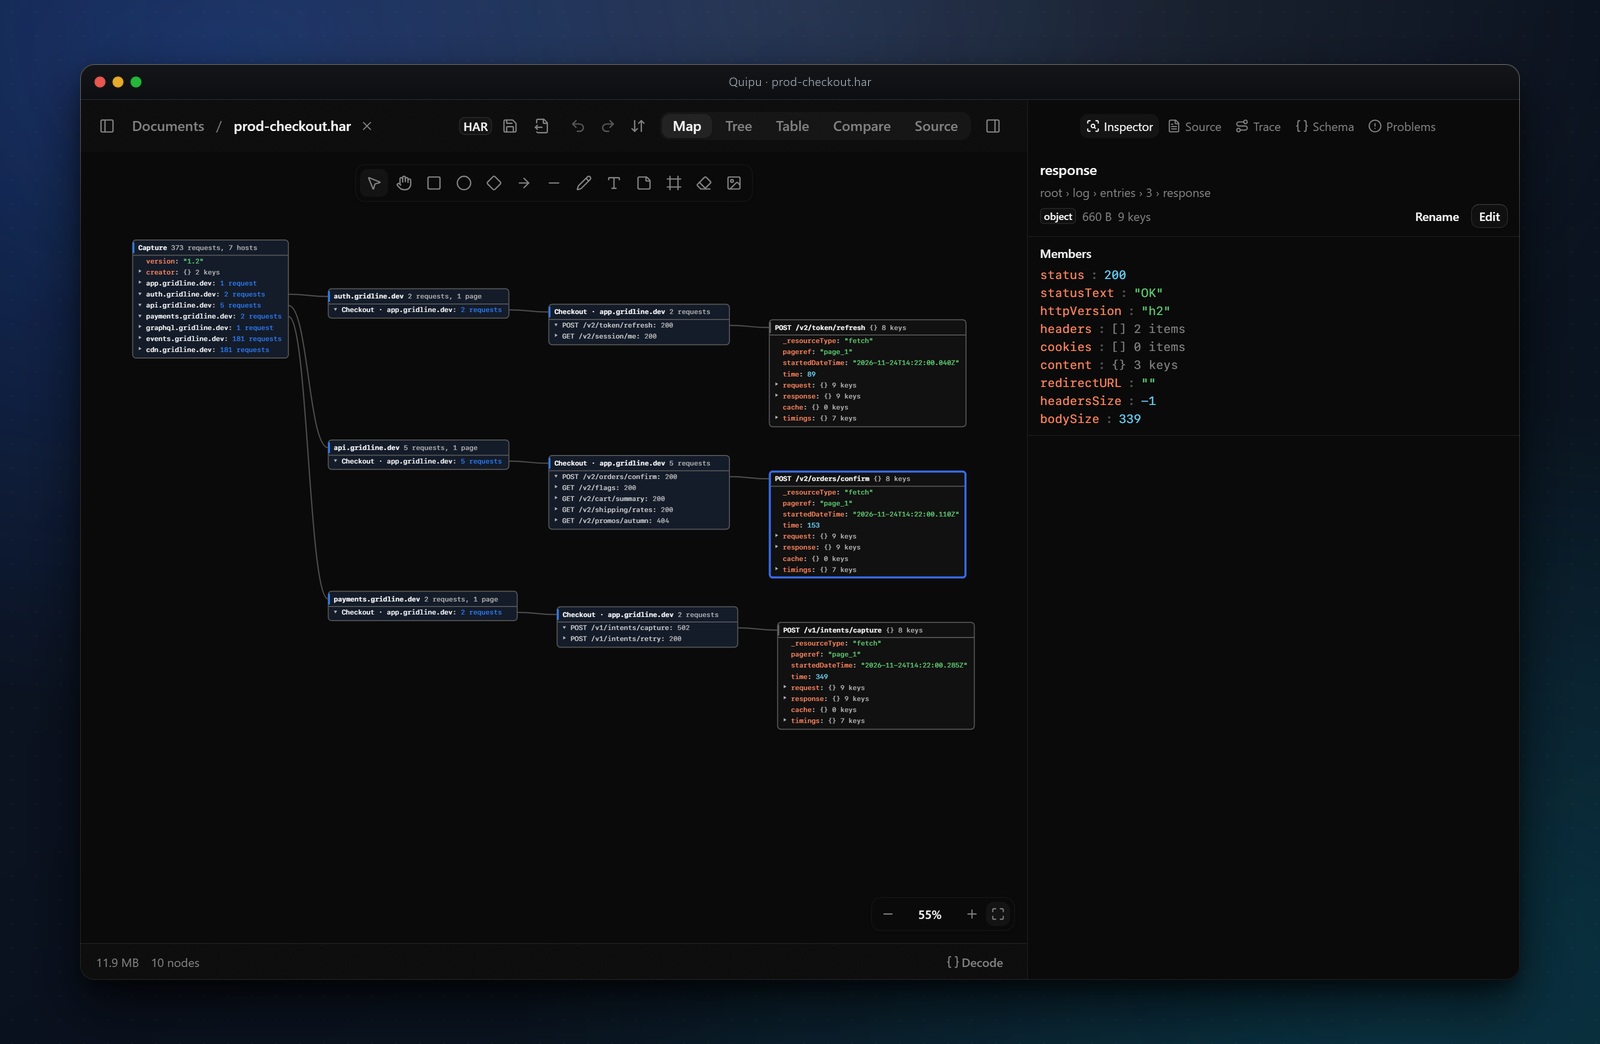 Quipu · prod-checkout.har
Documents / prod-checkout.har
HAR
Map Tree Table Compare Source
Inspector Source Trace {} Schema Problems
response
root › log › entries › 3 › response
object 660 B 9 keys
Rename Edit
Members
status : 200
statusText : "OK"
httpVersion : "h2"
headers : [] 2 items
cookies : [] 0 items
content : {} 3 keys
redirectURL : ""
headersSize : −1
bodySize : 339
Capture 373 requests, 7 hosts
version: "1.2"
creator: {} 2 keys
app.gridline.dev: 1 request
auth.gridline.dev: 2 requests
api.gridline.dev: 5 requests
payments.gridline.dev: 2 requests
graphql.gridline.dev: 1 request
events.gridline.dev: 181 requests
cdn.gridline.dev: 181 requests
auth.gridline.dev 2 requests, 1 page
Checkout · app.gridline.dev: 2 requests
Checkout · app.gridline.dev 2 requests
POST /v2/token/refresh: 200
GET /v2/session/me: 200
POST /v2/token/refresh {} 8 keys
_resourceType: "fetch"
pageref: "page_1"
startedDateTime: "2026-11-24T14:22:00.040Z"
time: 89
request: {} 9 keys
response: {} 9 keys
cache: {} 0 keys
timings: {} 7 keys
api.gridline.dev 5 requests, 1 page
Checkout · app.gridline.dev: 5 requests
Checkout · app.gridline.dev 5 requests
POST /v2/orders/confirm: 200
GET /v2/flags: 200
GET /v2/cart/summary: 200
GET /v2/shipping/rates: 200
GET /v2/promos/autumn: 404
POST /v2/orders/confirm {} 8 keys
_resourceType: "fetch"
pageref: "page_1"
startedDateTime: "2026-11-24T14:22:00.110Z"
time: 153
request: {} 9 keys
response: {} 9 keys
cache: {} 0 keys
timings: {} 7 keys
payments.gridline.dev 2 requests, 1 page
Checkout · app.gridline.dev: 2 requests
Checkout · app.gridline.dev 2 requests
POST /v1/intents/capture: 502
POST /v1/intents/retry: 200
POST /v1/intents/capture {} 8 keys
_resourceType: "fetch"
pageref: "page_1"
startedDateTime: "2026-11-24T14:22:00.285Z"
time: 349
request: {} 9 keys
response: {} 9 keys
cache: {} 0 keys
timings: {} 7 keys
55%
11.9 MB 10 nodes
{} Decode